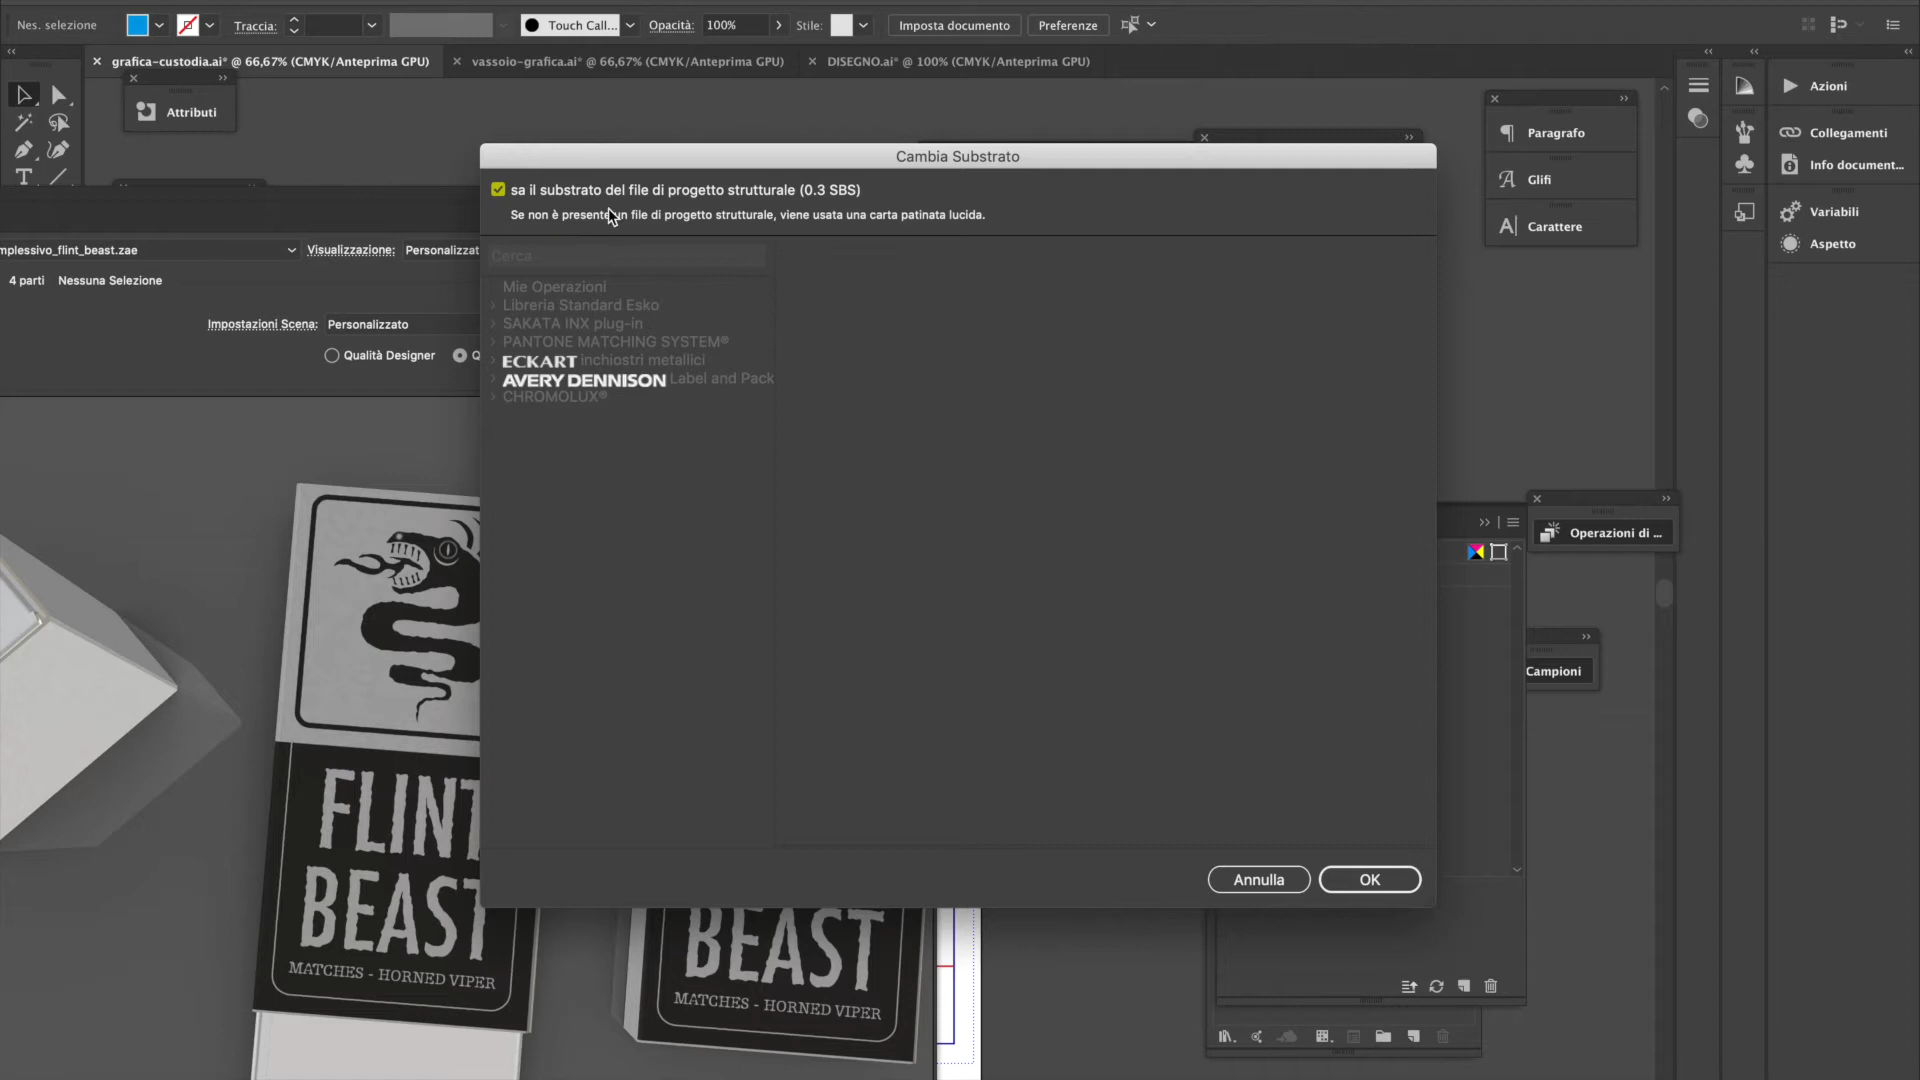 Nes. selezione
Traccia:
Touch Call...
Opacità:
100%
Stile:
Imposta documento
Preferenze
grafica-custodia.ai* @ 66,67% (CMYK/Anteprima GPU)
vassoio-grafica.ai* @ 66,67% (CMYK/Anteprima GPU)
DISEGNO.ai* @ 100% (CMYK/Anteprima GPU)
Attributi
Paragrafo
Glifi
Carattere
Azioni
Collegamenti
Info document...
Variabili
Aspetto
Cambia Substrato
sa il substrato del file di progetto strutturale (0.3 SBS)
Se non è presente un file di progetto strutturale, viene usata una carta patinata lucida.
Cerca
Mie Operazioni
Libreria Standard Esko
SAKATA INX plug-in
PANTONE MATCHING SYSTEM®
ECKART inchiostri metallici
AVERY DENNISON Label and Pack
CHROMOLUX®
Annulla
OK
mplessivo_flint_beast.zae
Visualizzazione:
Personalizzat
4 parti
Nessuna Selezione
Impostazioni Scena:
Personalizzato
Qualità Designer
Q
Operazioni di ...
Campioni
FLINT
BEAST
MATCHES - HORNED VIPER
BEAST
MATCHES - HORNED VIPER